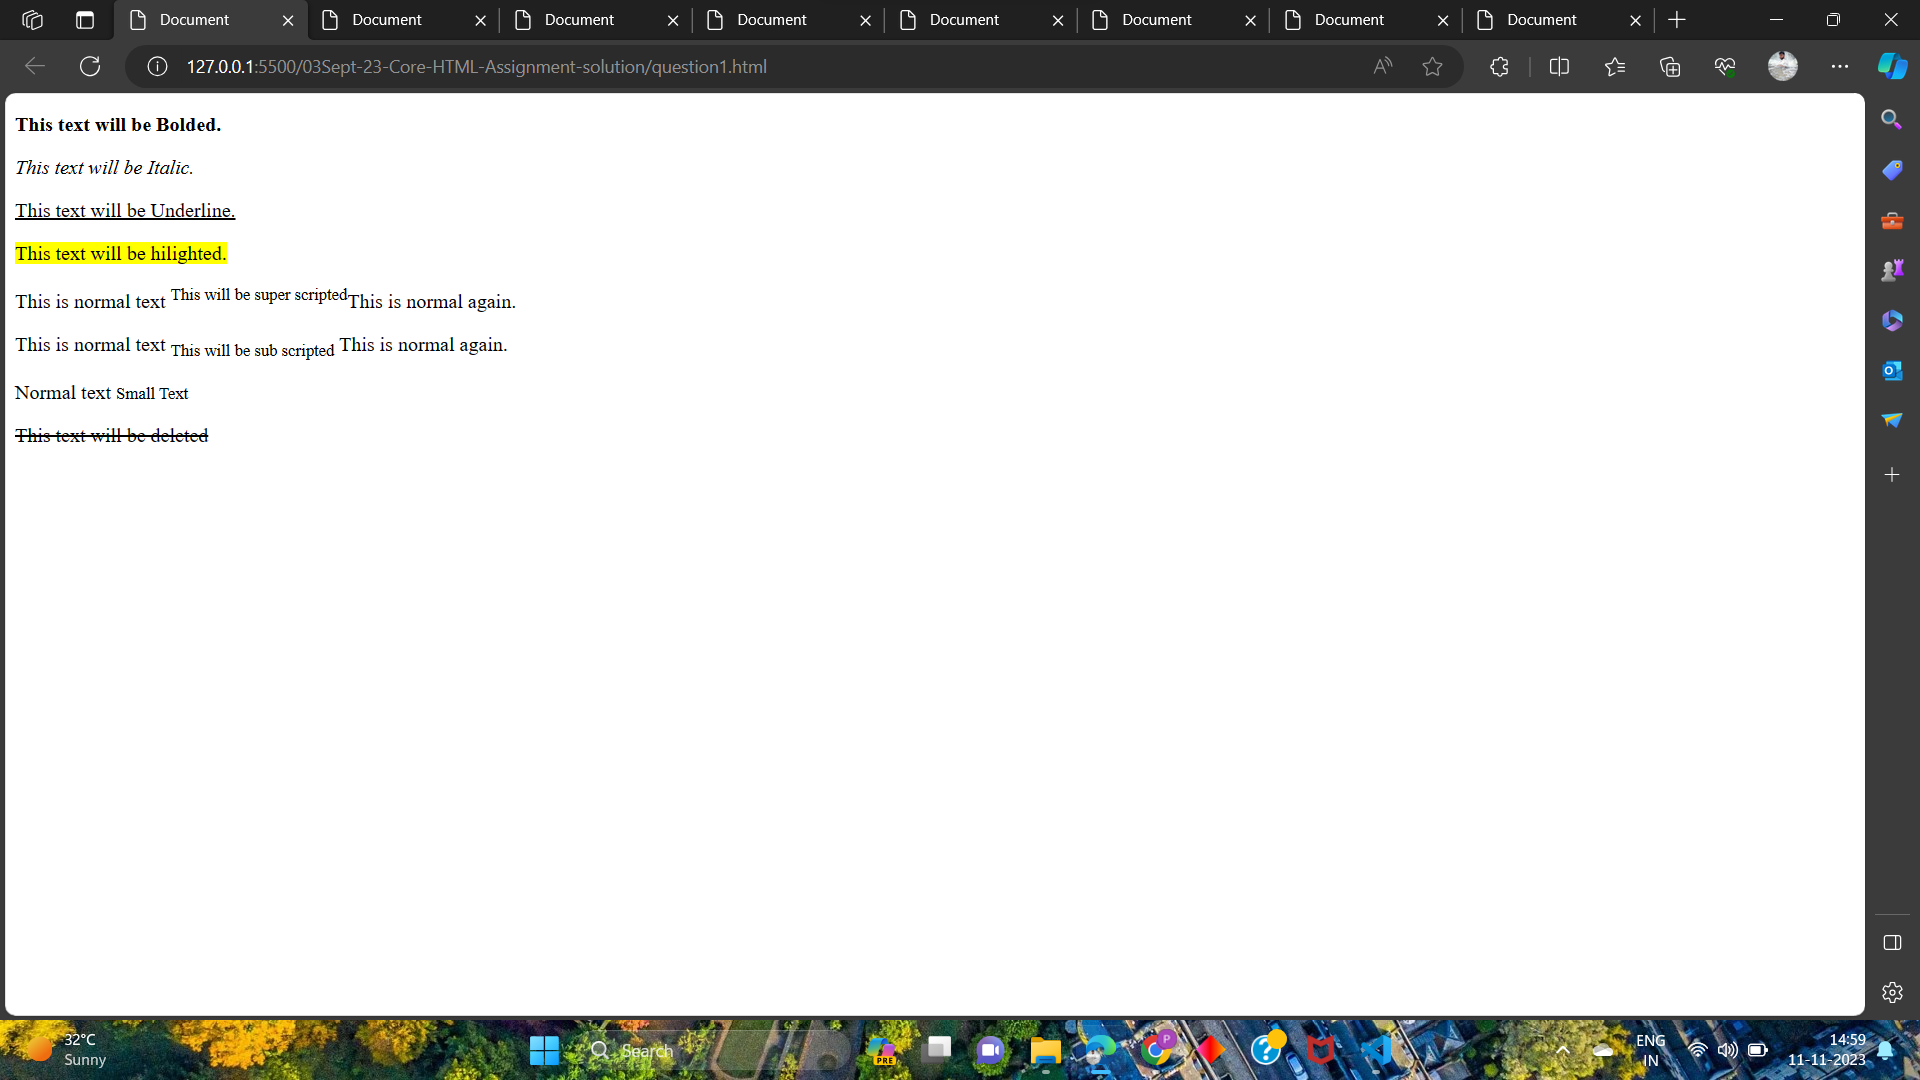 Document Document Document Document Document Document Document Document
127.0.0.1:5500/03Sept-23-Core-HTML-Assignment-solution/question1.html
This text will be Bolded.
This text will be Italic.
This text will be Underline.
This text will be hilighted.
This is normal text This will be super scriptedThis is normal again.
This is normal text This will be sub scripted This is normal again.
Normal text Small Text
This text will be deleted
32°C
Sunny
Search
PRE
P
ENG
IN
14:59
11-11-2023